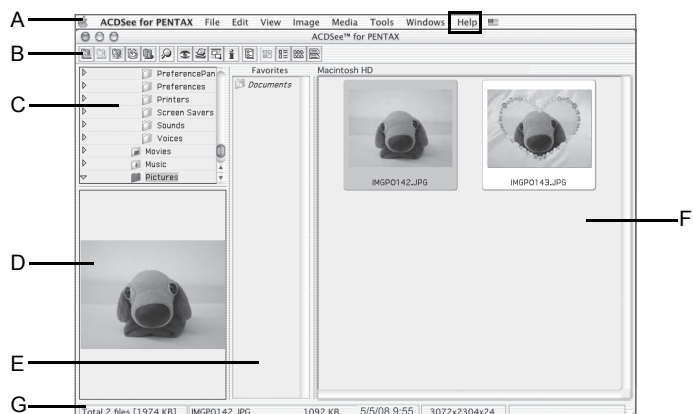 A
ACDSee for PENTAX File Edit View Image Media Tools Windows Help
ACDSee™ for PENTAX
B
Favorites
Macintosh HD
C
PreferencePan
Preferences
Printers
Screen Savers
Sounds
Voices
Movies
Music
Pictures
Documents
IMGP0142.JPG
IMGP0143.JPG
F
D
E
G
Total 2 files [1974 KB] IMGP0142.JPG 1092 KB 5/5/08 9:55 3072x2304x24